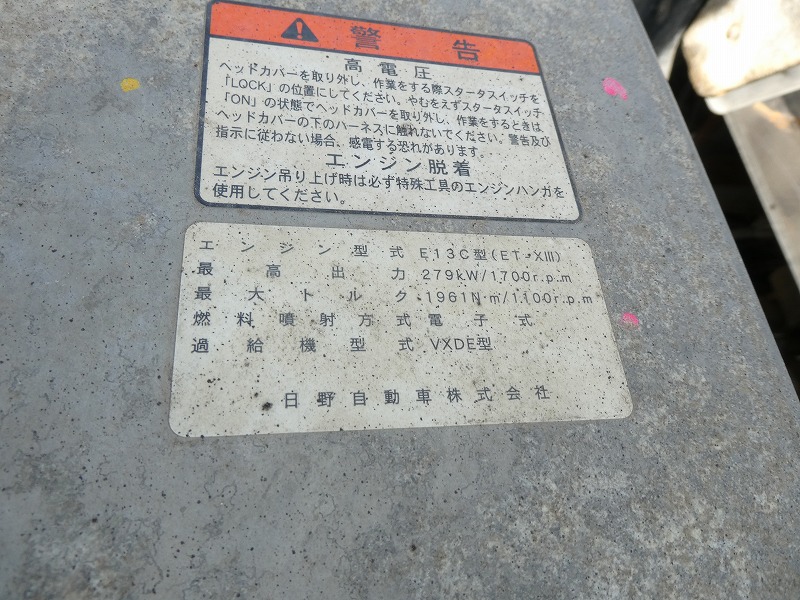 警告
高電圧
ヘッドカバーを取り外し、作業をする際スタータスイッチを
「LOCK」の位置にしてください。やむをえずスタータスイッチ
「ON」の状態でヘッドカバーを取り外し、作業をするときは、
ヘッドカバーの下のハーネスに触れないでください。警告及び
指示に従わない場合、感電する恐れがあります。
エンジン脱着
エンジン吊り上げ時は必ず特殊工具のエンジンハンガを
使用してください。
エンジン型式 E13C型(ET-XIII)
最高出力 279kW/1700r.p.m
最大トルク 1961N·m/1100r.p.m
燃料噴射方式 電子式
過給機型式 VXDE型
日野自動車株式会社